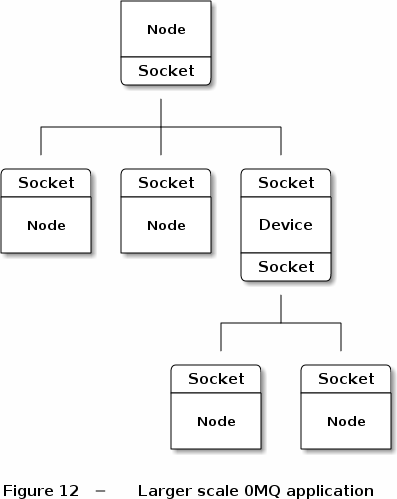 Node
Socket
Socket Socket Socket
Node Node Device
Socket
Socket Socket
Node Node
Figure 12 − Larger scale 0MQ application